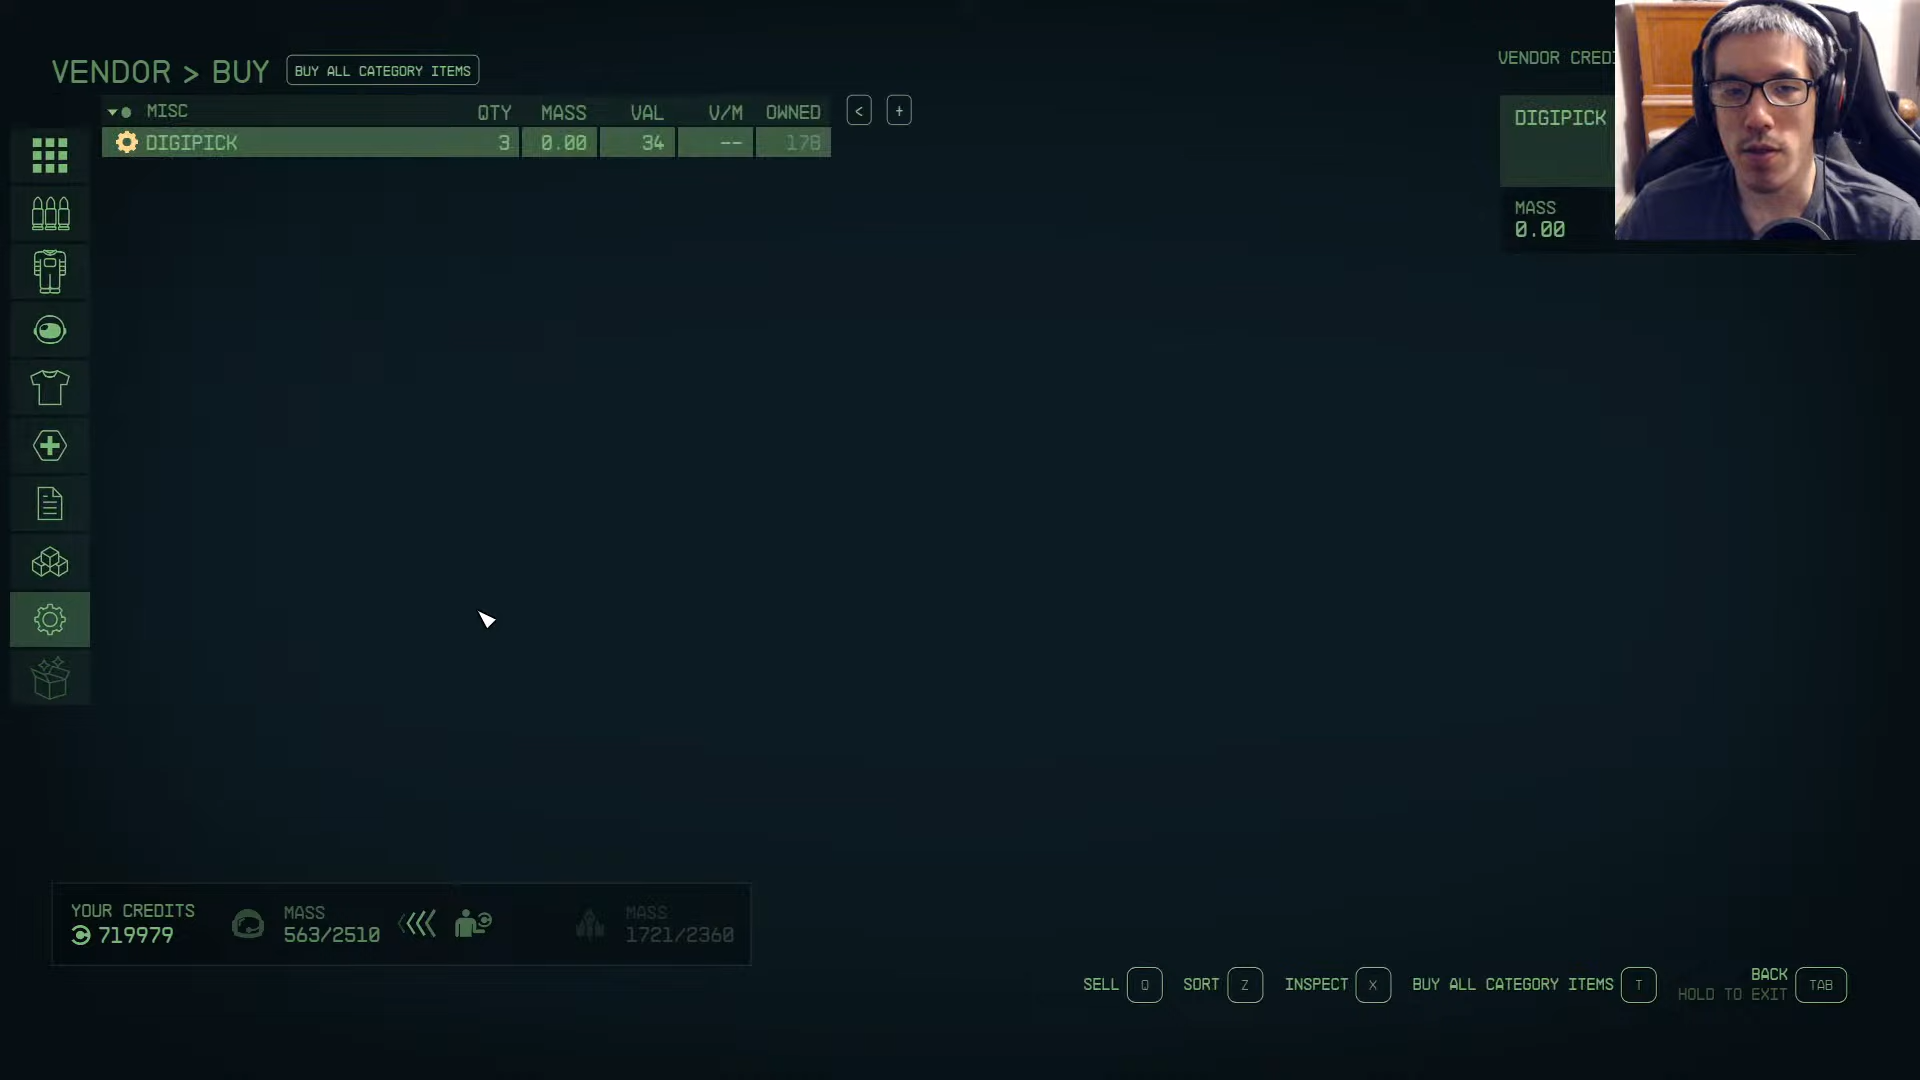 VENDOR > BUY
BUY ALL CATEGORY ITEMS
VENDOR
MISC QTY MASS VAL V/M OWNED < +
DIGIPICK 3 0.00 34 -- 178
DIGIPICK
MASS
0.00
YOUR CREDITS
719979
MASS
563/2510
MASS
1721/2360
SELL Q SORT Z INSPECT X BUY ALL CATEGORY ITEMS T
BACK
HOLD TO EXIT
TAB